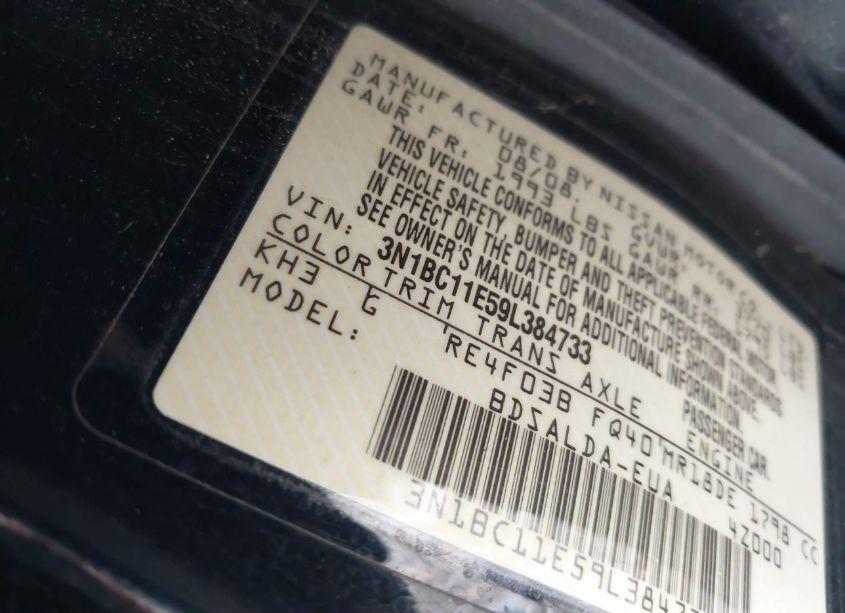 MANUFACTURED BY NISSAN MOTOR CO.
DATE: 08/08 GVWR
GAWR FR: 1993 LBS GAWR RR:
THIS VEHICLE CONFORMS TO ALL APPLICABLE FEDERAL MOTOR
VEHICLE SAFETY, BUMPER AND THEFT PREVENTION STANDARDS
IN EFFECT ON THE DATE OF MANUFACTURE SHOWN ABOVE.
SEE OWNER'S MANUAL FOR ADDITIONAL INFORMATION.
VIN: 3N1BC11E59L384733 PASSENGER CAR.
COLOR TRIM TRANS AXLE ENGINE
KH3 G RE4F03B FQ40 MR18DE 1798 CC
MODEL: BDSALDA-EUA 42000
3N1BC11E59L3847